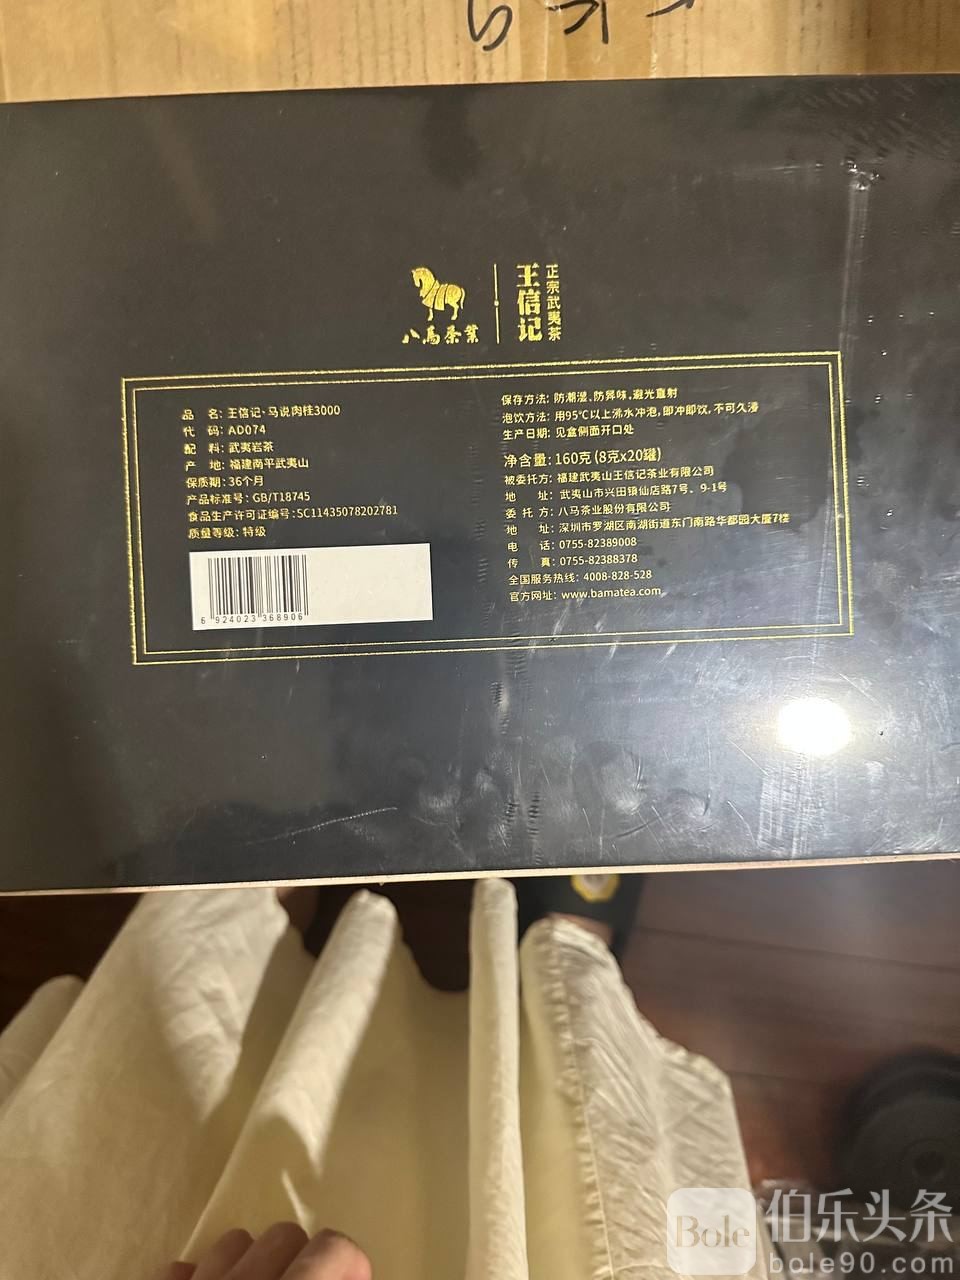 八马茶业
王信记
正宗武夷茶
品 名: 王信记·马说肉桂3000
代 码: AD074
配 料: 武夷岩茶
产 地: 福建南平武夷山
保质期: 36个月
产品标准号: GB/T18745
食品生产许可证编号: SC11435078202781
质量等级: 特级
6 924023 368906
保存方法: 防潮湿、防异味,避光直射
泡饮方法: 用95℃以上沸水冲泡,即冲即饮,不可久浸
生产日期: 见盒侧面开口处
净含量: 160克 (8克×20罐)
被委托方: 福建武夷山王信记茶业有限公司
地 址: 武夷山市兴田镇仙店路7号、9-1号
委 托 方: 八马茶业股份有限公司
地 址: 深圳市罗湖区南湖街道东门南路华都园大厦7楼
电 话: 0755-82389008
传 真: 0755-82388378
全国服务热线: 4008-828-528
官方网址: www.bamatea.com
Bole 伯乐头条
bole90.com